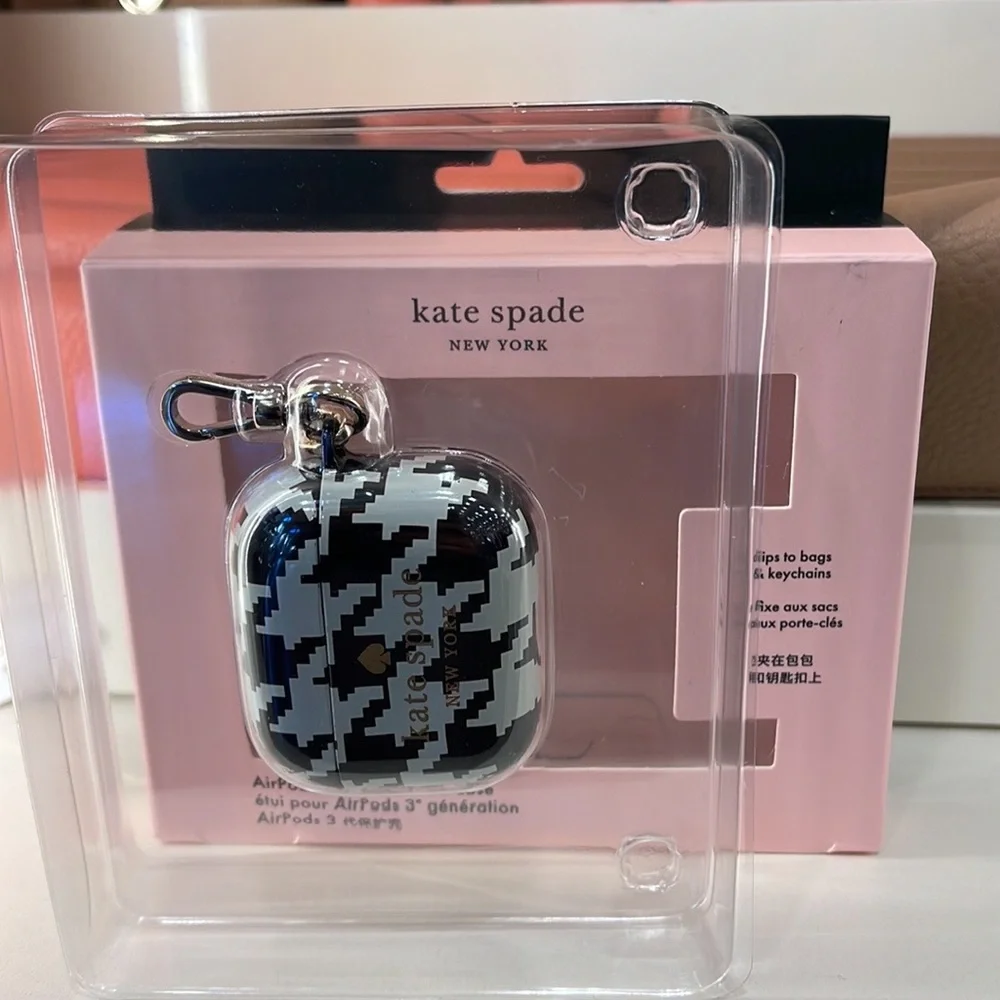 kate spade
NEW YORK
to bags
keychains
fixe aux sacs
aux porte-clés
夹在包包
和钥匙扣上
kate spade
NEW YORK
étui pour AirPods 3ᵉ génération
AirPods 3 代保护壳